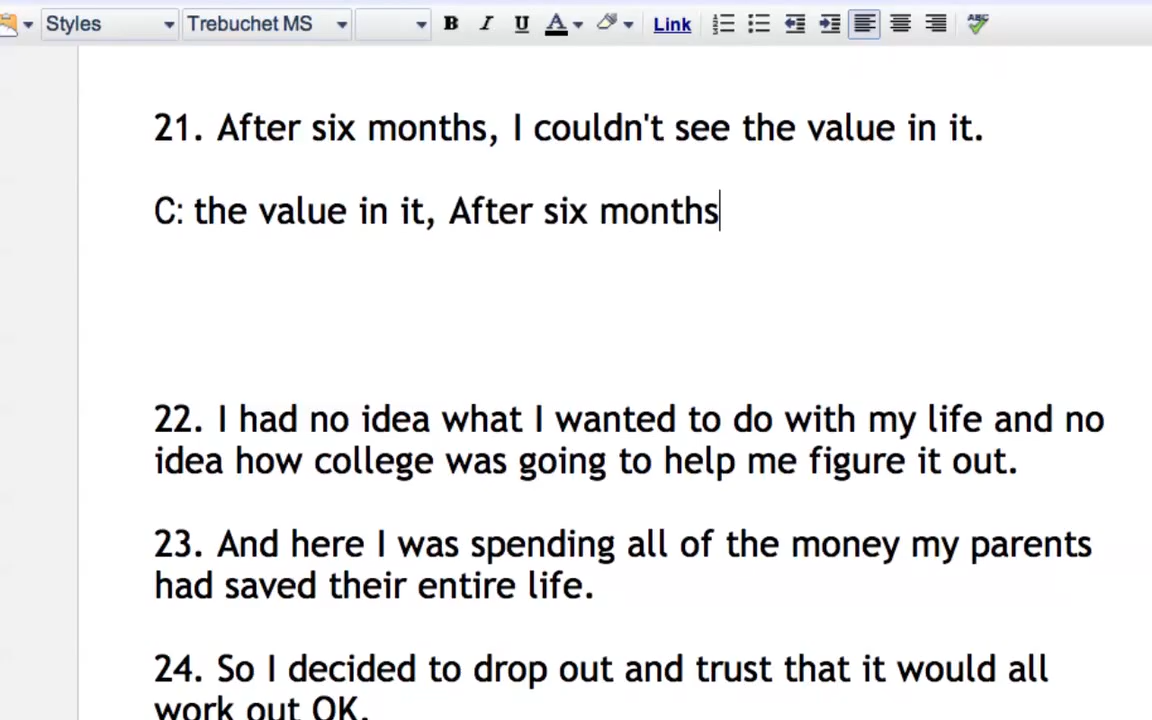 Styles Trebuchet MS B I U A Link
21. After six months, I couldn't see the value in it.
C: the value in it, After six months
22. I had no idea what I wanted to do with my life and no
idea how college was going to help me figure it out.
23. And here I was spending all of the money my parents
had saved their entire life.
24. So I decided to drop out and trust that it would all
work out OK.